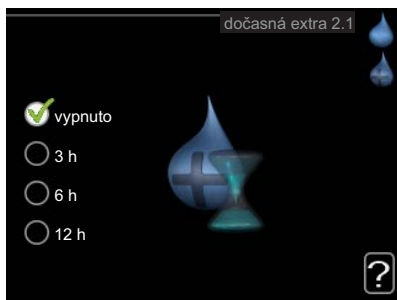 dočasná extra 2.1
vypnuto
3 h
6 h
12 h
?